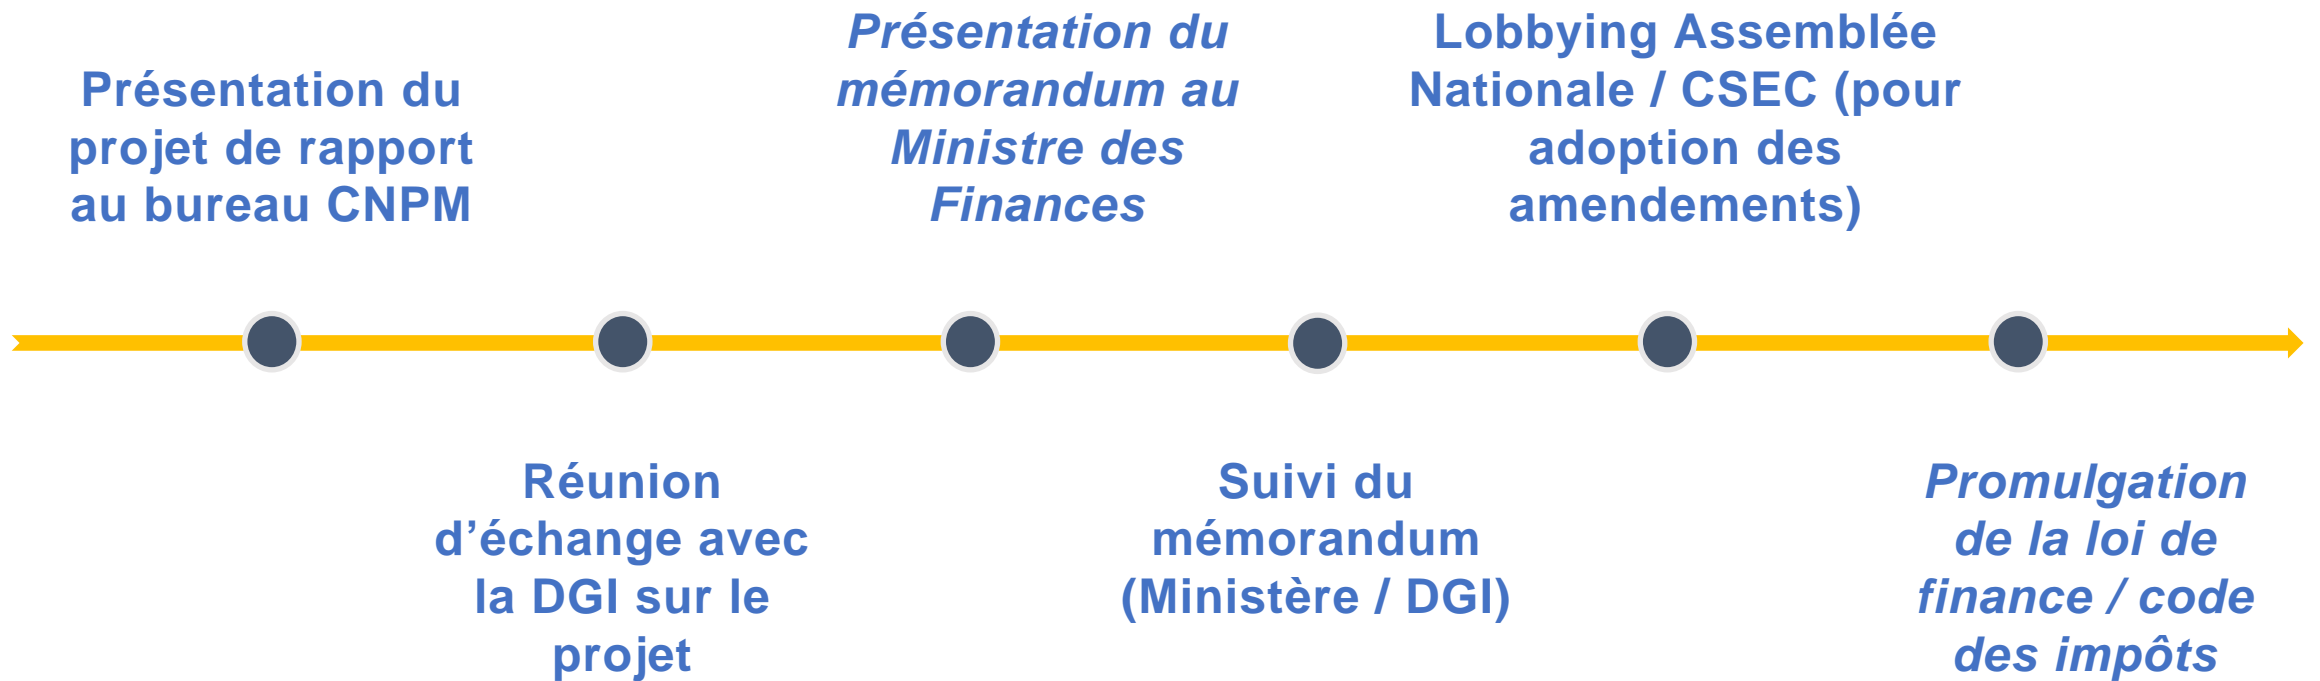 Présentation du
projet de rapport
au bureau CNPM
Réunion
d’échange avec
la DGI sur le
projet
Présentation du
mémorandum au
Ministre des
Finances
Suivi du
mémorandum
(Ministère / DGI)
Lobbying Assemblée
Nationale / CSEC (pour
adoption des
amendements)
Promulgation
de la loi de
finance / code
des impôts